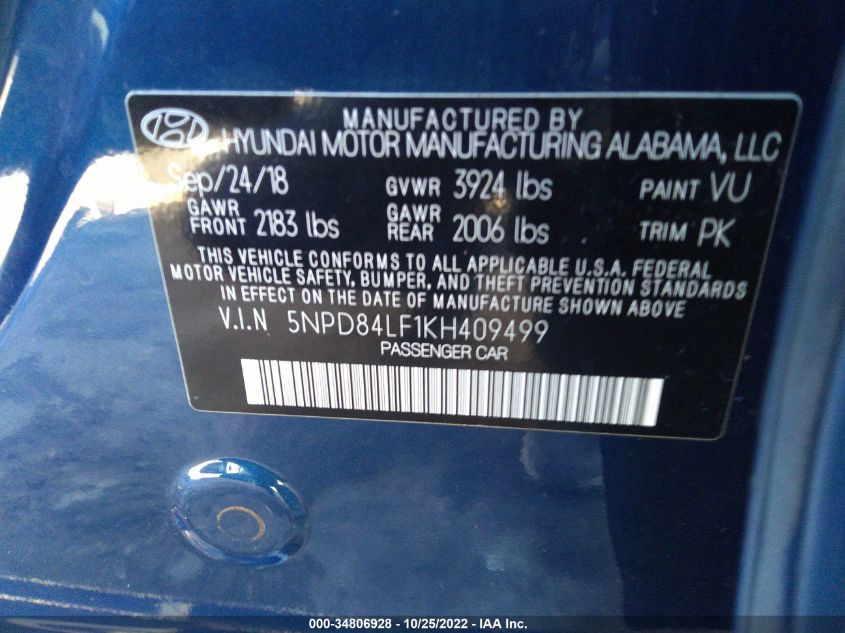 MANUFACTURED BY
HYUNDAI MOTOR MANUFACTURING ALABAMA, LLC
Sep/24/18 GVWR 3924 lbs PAINT VU
GAWR FRONT 2183 lbs GAWR REAR 2006 lbs TRIM PK
THIS VEHICLE CONFORMS TO ALL APPLICABLE U.S.A. FEDERAL
MOTOR VEHICLE SAFETY, BUMPER, AND THEFT PREVENTION STANDARDS
IN EFFECT ON THE DATE OF MANUFACTURE SHOWN ABOVE
V.I.N 5NPD84LF1KH409499
PASSENGER CAR
000-34806928 - 10/25/2022 - IAA Inc.